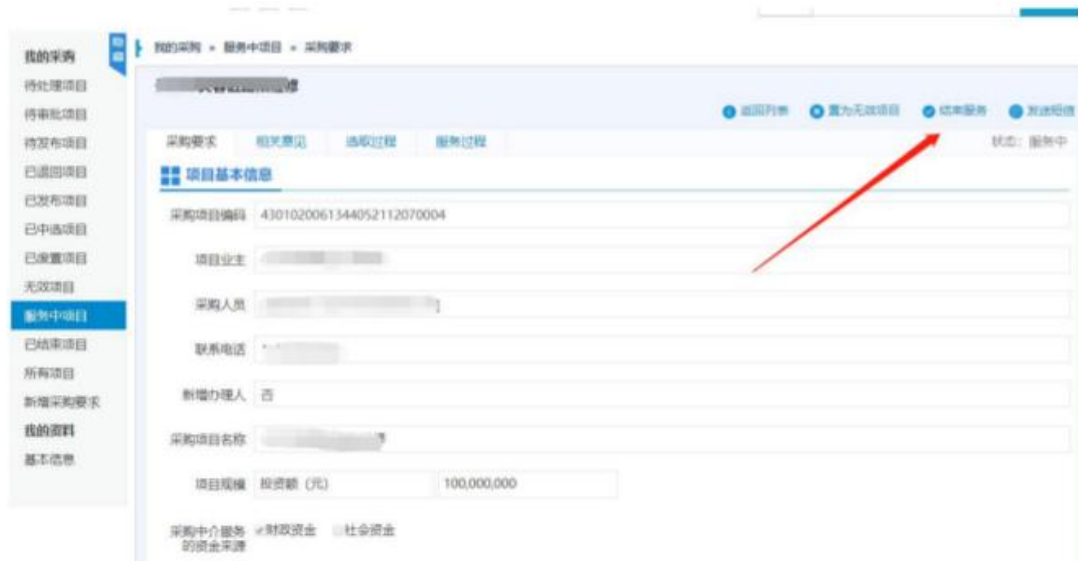 我的采购
待处理项目
待审批项目
待发布项目
已退回项目
已发布项目
已中选项目
已废置项目
无效项目
服务中项目
已结束项目
所有项目
新增采购要求
我的资料
基本信息
我的采购 » 服务中项目 » 采购要求
返回列表 置为无效项目 结束服务 发送短信
采购要求 相关意见 选取过程 服务过程 状态：服务中
项目基本信息
采购项目编码 4301020061344052112070004
项目业主
采购人员
联系电话
新增办理人 否
采购项目名称
项目规模 投资额（元） 100,000,000
采购中介服务的资金来源 财政资金 社会资金